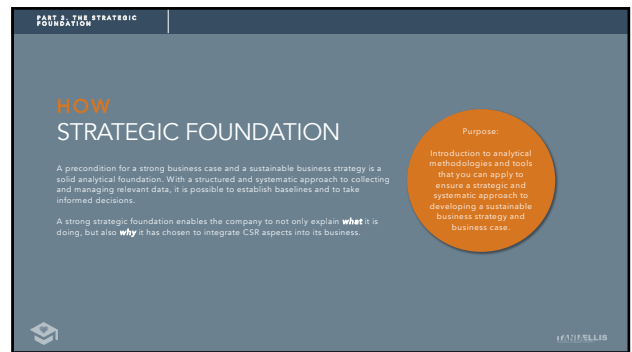 PART 2. THE STRATEGIC
FOUNDATION
HOW
STRATEGIC FOUNDATION
A precondition for a strong business case and a sustainable business strategy is a
solid analytical foundation. With a structured and systematic approach to collecting
and managing relevant data, it is possible to establish baselines and to take
informed decisions.
A strong strategic foundation enables the company to not only explain what it is
doing, but also why it has chosen to integrate CSR aspects into its business.
Purpose:
Introduction to analytical
methodologies and tools
that you can apply to
ensure a strategic and
systematic approach to
developing a sustainable
business strategy and
business case.